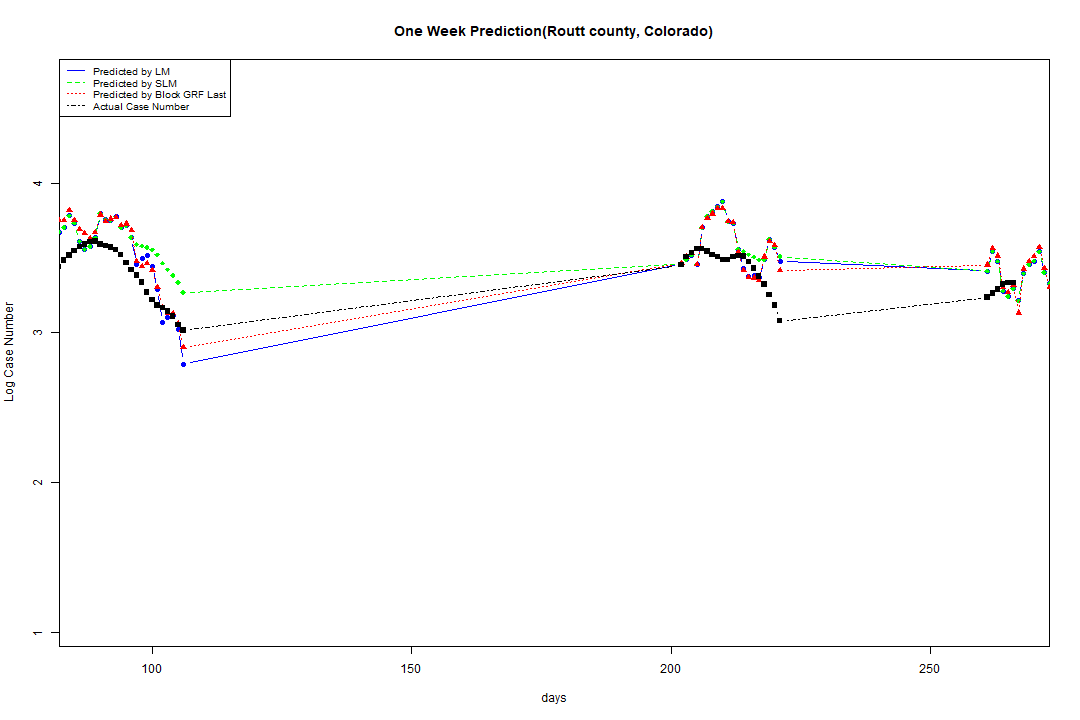 One Week Prediction(Routt county, Colorado)
Predicted by LM
Predicted by SLM
Predicted by Block GRF Last
Actual Case Number
4
3
2
1
Log Case Number
100
150
200
250
days